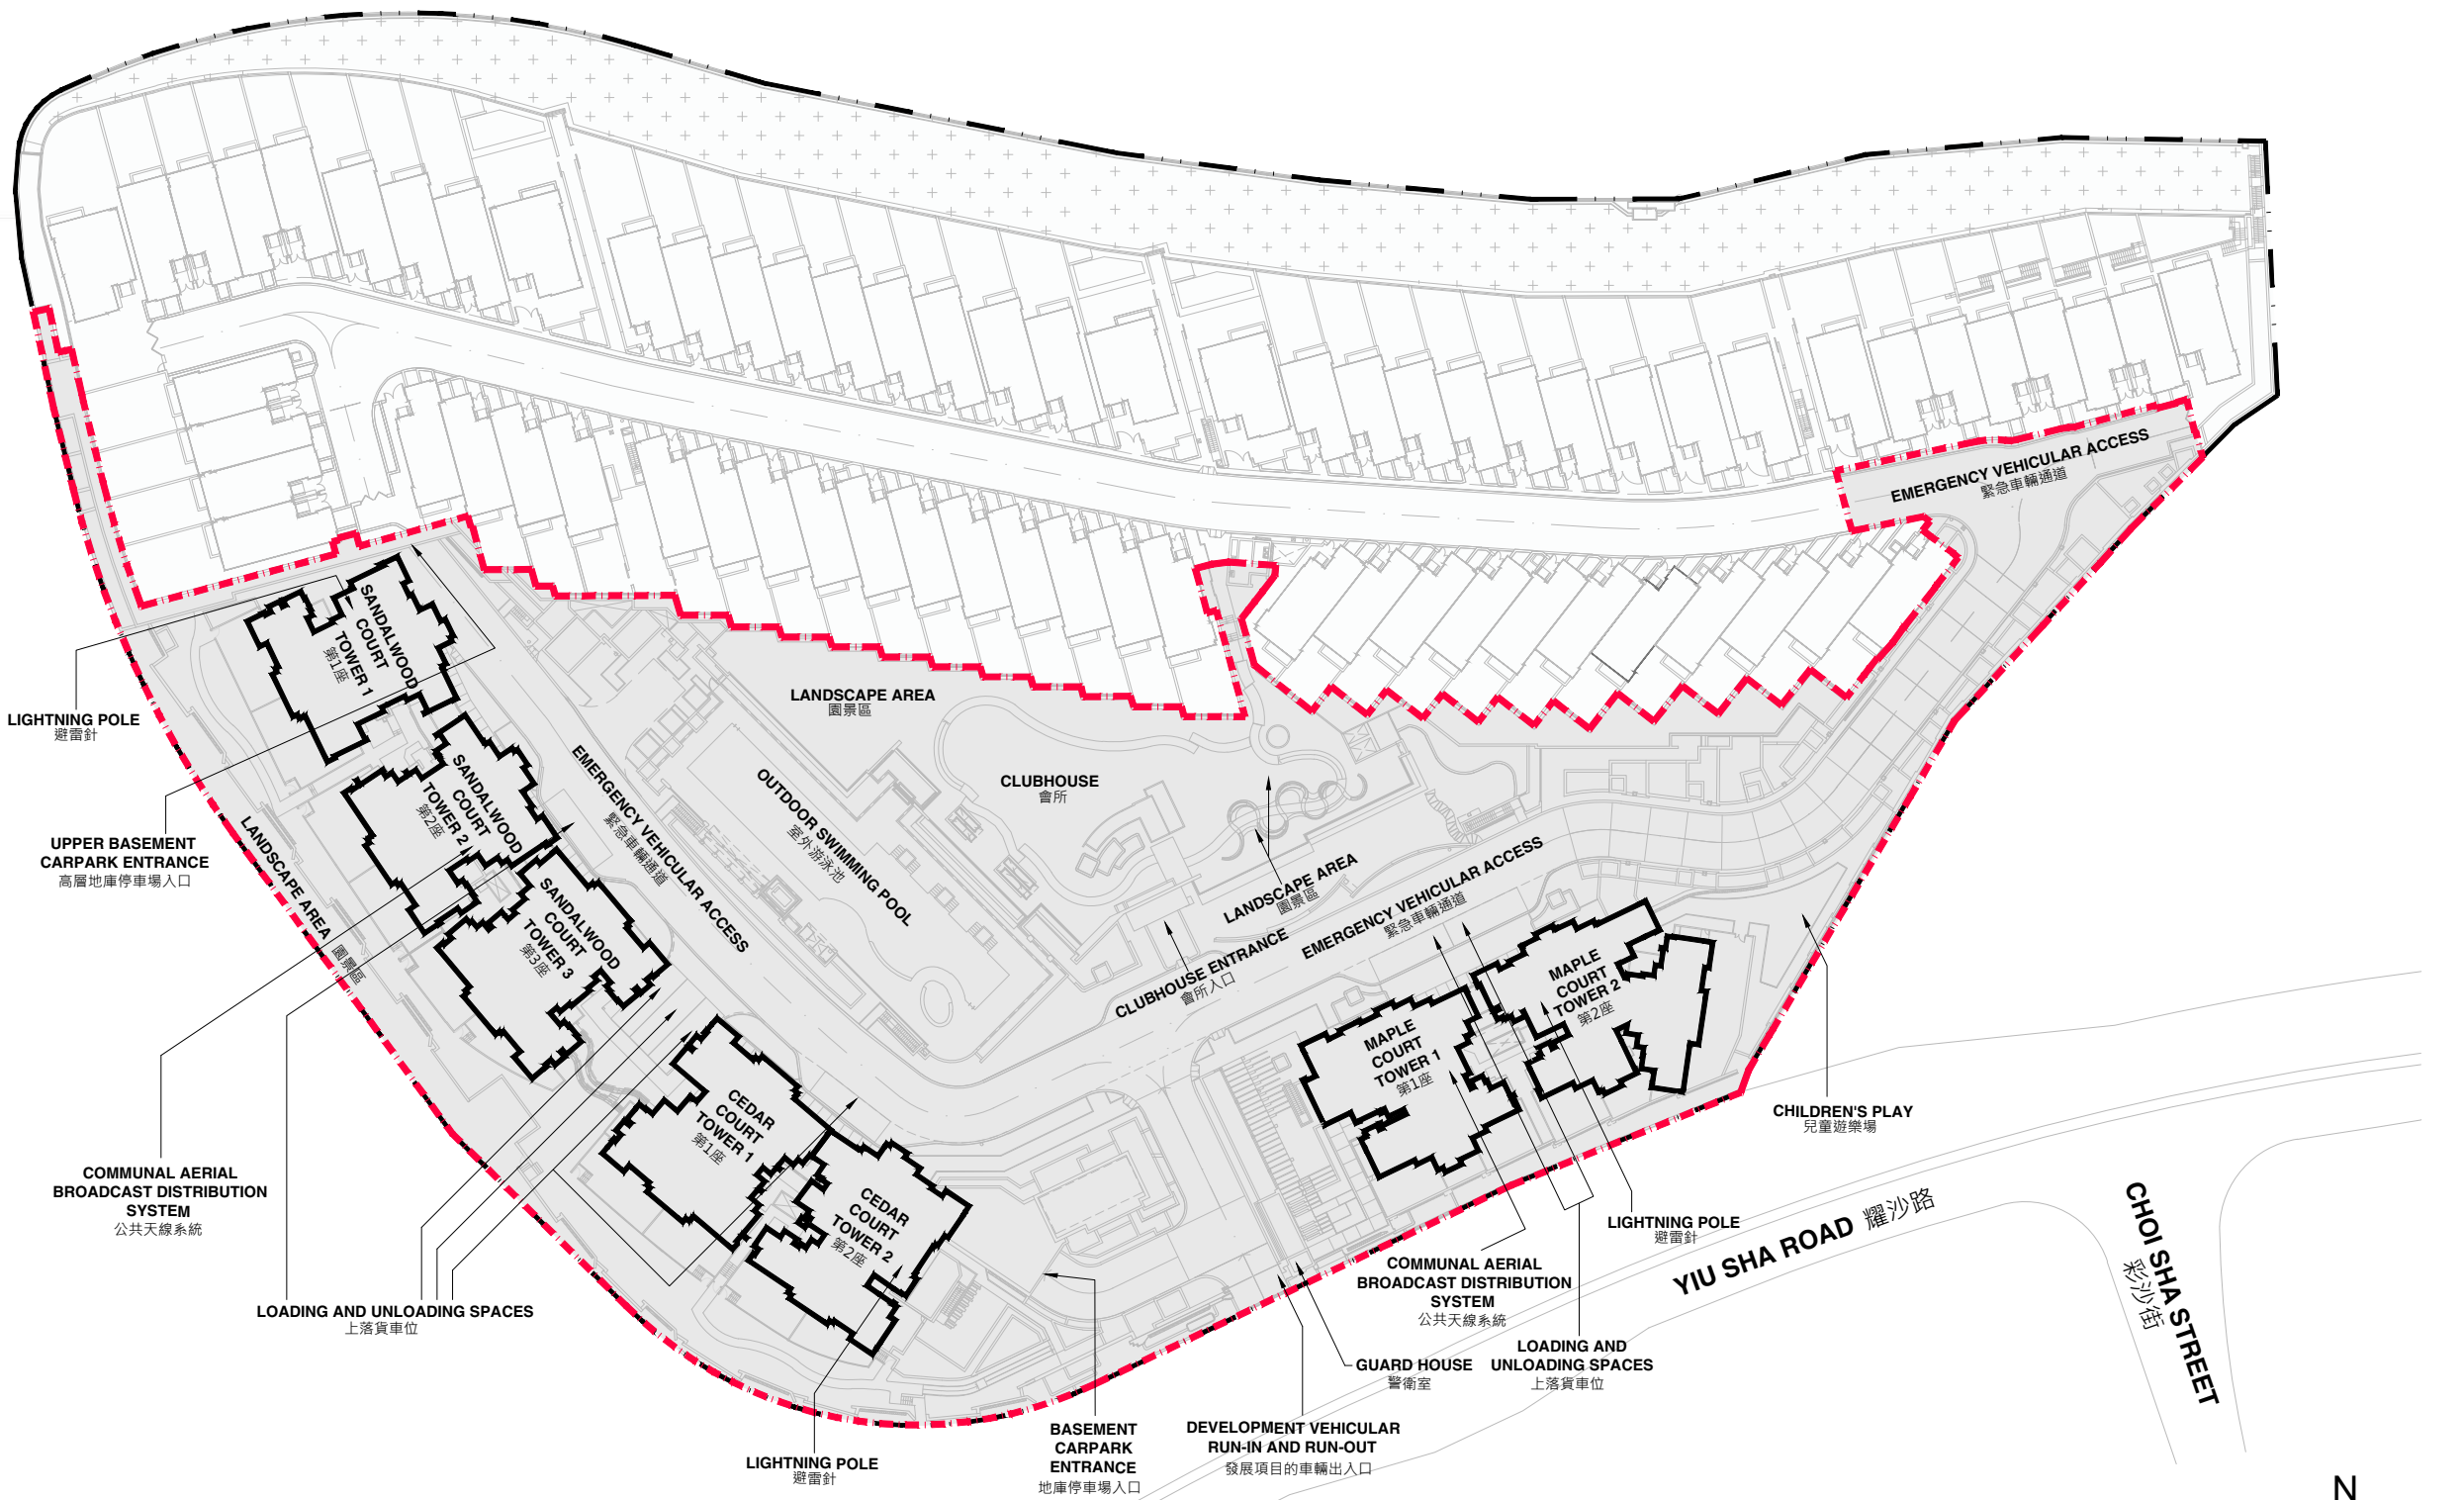 EMERGENCY VEHICULAR ACCESS
緊急車輛通道
SANDALWOOD
COURT
TOWER 1
第1座
LIGHTNING POLE
避雷針
LANDSCAPE AREA
園景區
SANDALWOOD
COURT
TOWER 2
第2座
EMERGENCY VEHICULAR ACCESS
緊急車輛通道
OUTDOOR SWIMMING POOL
室外游泳池
CLUBHOUSE
會所
UPPER BASEMENT
CARPARK ENTRANCE
高層地庫停車場入口
LANDSCAPE AREA 園景區
SANDALWOOD
COURT
TOWER 3
第3座
LANDSCAPE AREA
園景區
EMERGENCY VEHICULAR ACCESS
緊急車輛通道
CLUBHOUSE ENTRANCE
會所入口
MAPLE
COURT
TOWER 2
第2座
MAPLE
COURT
TOWER 1
第1座
CEDAR
COURT
TOWER 1
第1座
CHILDREN'S PLAY
兒童遊樂場
COMMUNAL AERIAL
BROADCAST DISTRIBUTION
SYSTEM
公共天線系統
CEDAR
COURT
TOWER 2
第2座
LIGHTNING POLE
避雷針
YIU SHA ROAD 耀沙路
CHOI SHA STREET
彩沙街
COMMUNAL AERIAL
BROADCAST DISTRIBUTION
SYSTEM
公共天線系統
LOADING AND UNLOADING SPACES
上落貨車位
LOADING AND
UNLOADING SPACES
上落貨車位
GUARD HOUSE
警衛室
DEVELOPMENT VEHICULAR
RUN-IN AND RUN-OUT
發展項目的車輛出入口
BASEMENT
CARPARK
ENTRANCE
地庫停車場入口
LIGHTNING POLE
避雷針
N